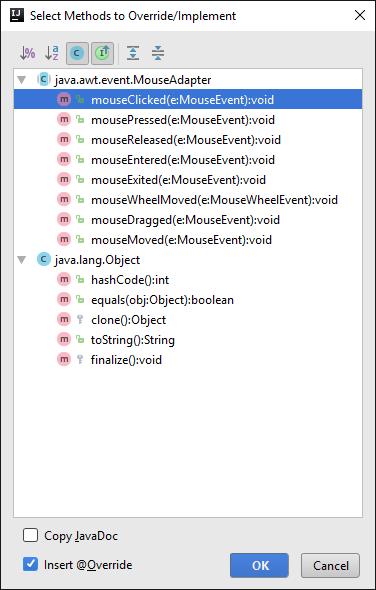 Select Methods to Override/Implement
java.awt.event.MouseAdapter
mouseClicked(e:MouseEvent):void
mousePressed(e:MouseEvent):void
mouseReleased(e:MouseEvent):void
mouseEntered(e:MouseEvent):void
mouseExited(e:MouseEvent):void
mouseWheelMoved(e:MouseWheelEvent):void
mouseDragged(e:MouseEvent):void
mouseMoved(e:MouseEvent):void
java.lang.Object
hashCode():int
equals(obj:Object):boolean
clone():Object
toString():String
finalize():void
Copy JavaDoc
Insert @Override
OK
Cancel